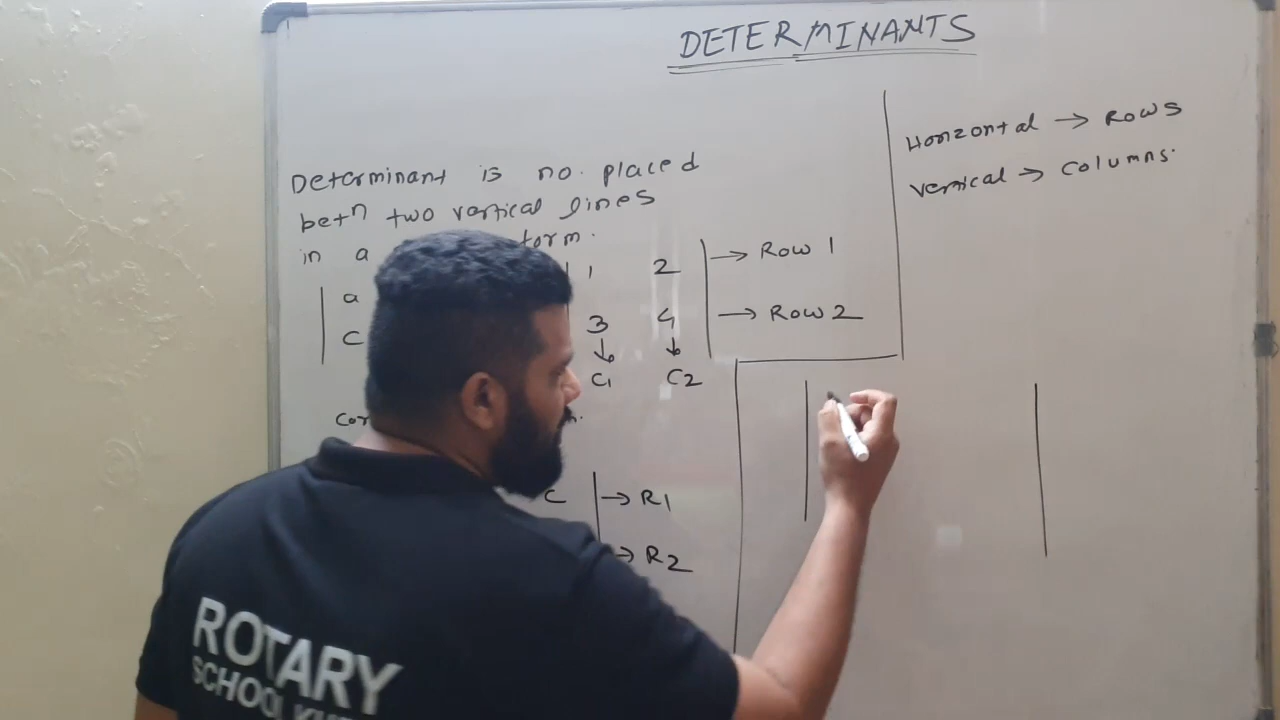 DETERMINANTS
Determinant is no. placed
betn two vertical lines
in a form.
a
C
1 2 → Row 1
3 4 → Row 2
↓ ↓
C1 C2
C → R1
→ R2
Horizontal → Rows
Vertical → Columns.
ROTARY
SCHOOL